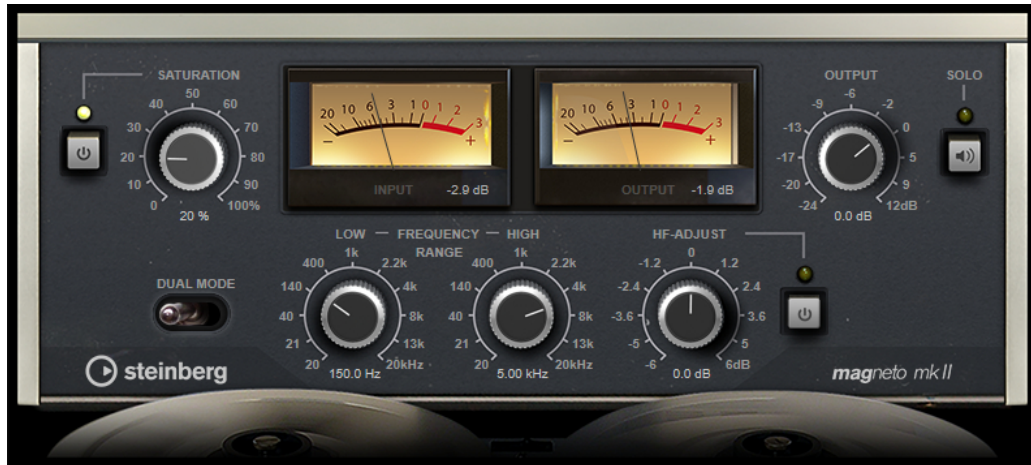 SATURATION
0 10 20 30 40 50 60 70 80 90 100%
20 %
20 10 6 3 1 0 1 2 3
− +
INPUT -2.9 dB
20 10 6 3 1 0 1 2 3
− +
OUTPUT -1.9 dB
OUTPUT
-24 -20 -17 -13 -9 -6 -2 0 5 9 12dB
0.0 dB
SOLO
DUAL MODE
LOW — FREQUENCY — HIGH
RANGE
20 21 40 140 400 1k 2.2k 4k 8k 13k 20kHz
150.0 Hz
20 21 40 140 400 1k 2.2k 4k 8k 13k 20kHz
5.00 kHz
HF-ADJUST
-6 -5 -3.6 -2.4 -1.2 0 1.2 2.4 3.6 5 6dB
0.0 dB
steinberg
magneto mk II